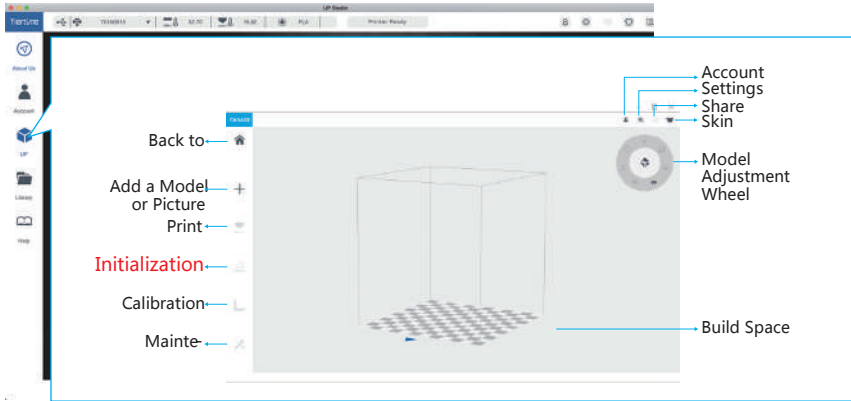 UP Studio
TIERTIME
PLA
Printer Ready
About Us
Account
UP
Library
Help
Account
Settings
Share
Skin
Back to
Model
Adjustment
Wheel
Add a Model
or Picture
Print
Initialization
Calibration
Build Space
Mainte-